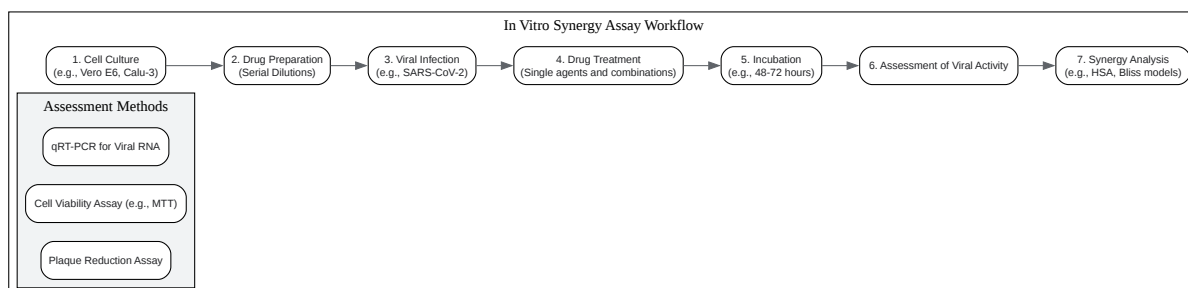 In Vitro Synergy Assay Workflow
1. Cell Culture
(e.g., Vero E6, Calu-3)
2. Drug Preparation
(Serial Dilutions)
3. Viral Infection
(e.g., SARS-CoV-2)
4. Drug Treatment
(Single agents and combinations)
5. Incubation
(e.g., 48-72 hours)
6. Assessment of Viral Activity
7. Synergy Analysis
(e.g., HSA, Bliss models)
Assessment Methods
qRT-PCR for Viral RNA
Cell Viability Assay (e.g., MTT)
Plaque Reduction Assay